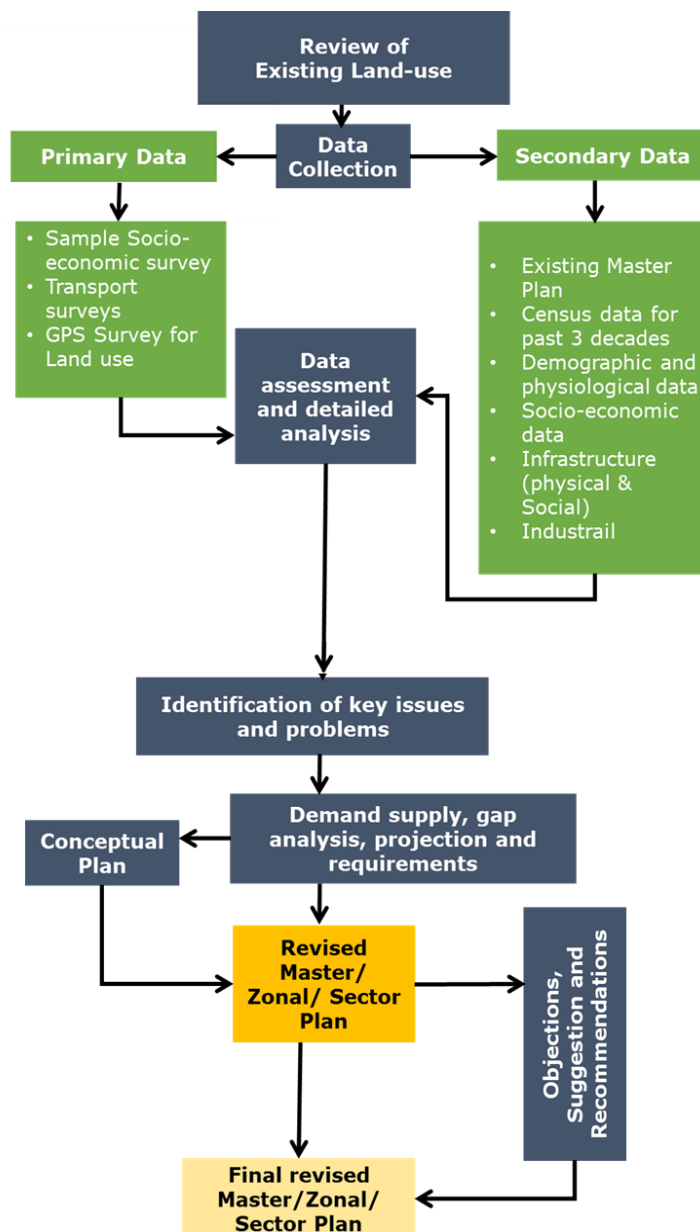 Review of
Existing Land-use
Data
Collection
Primary Data
Secondary Data
• Sample Socio-
economic survey
• Transport
surveys
• GPS Survey for
Land use
• Existing Master
Plan
• Census data for
past 3 decades
• Demographic and
physiological data
• Socio-economic
data
• Infrastructure
(physical &
Social)
• Industrail
Data
assessment
and detailed
analysis
Identification of key issues
and problems
Demand supply, gap
analysis, projection and
requirements
Conceptual
Plan
Revised
Master/
Zonal/ Sector
Plan
Objections,
Suggestion and
Recommendations
Final revised
Master/Zonal/
Sector Plan